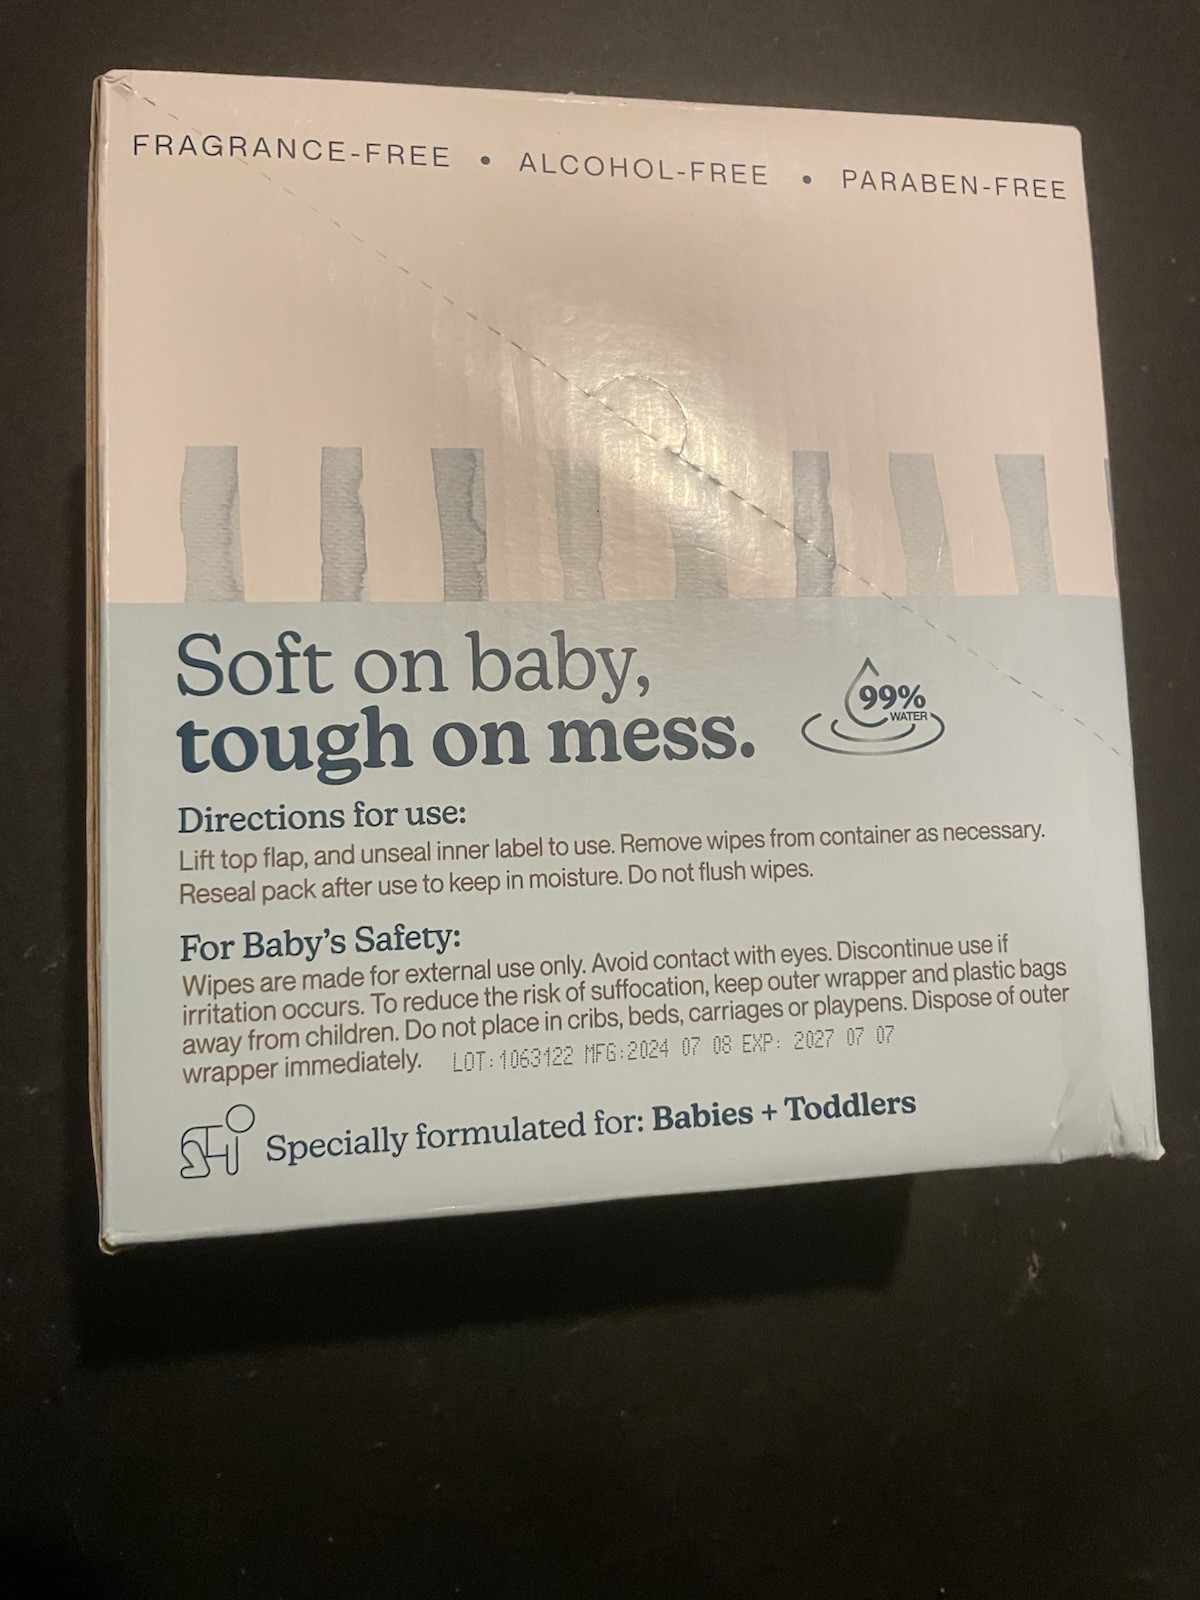 FRAGRANCE-FREE • ALCOHOL-FREE • PARABEN-FREE
Soft on baby,
tough on mess.
99%
WATER
Directions for use:
Lift top flap, and unseal inner label to use. Remove wipes from container as necessary.
Reseal pack after use to keep in moisture. Do not flush wipes.
For Baby's Safety:
Wipes are made for external use only. Avoid contact with eyes. Discontinue use if
irritation occurs. To reduce the risk of suffocation, keep outer wrapper and plastic bags
away from children. Do not place in cribs, beds, carriages or playpens. Dispose of outer
wrapper immediately. LOT:1063122 MFG:2024 07 08 EXP: 2027 07 07
Specially formulated for: Babies + Toddlers